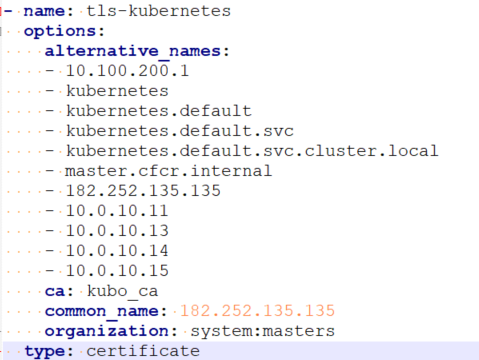 - name: tls-kubernetes
  options:
    alternative_names:
    - 10.100.200.1
    - kubernetes
    - kubernetes.default
    - kubernetes.default.svc
    - kubernetes.default.svc.cluster.local
    - master.cfcr.internal
    - 182.252.135.135
    - 10.0.10.11
    - 10.0.10.13
    - 10.0.10.14
    - 10.0.10.15
    ca: kubo_ca
    common_name: 182.252.135.135
    organization: system:masters
  type: certificate